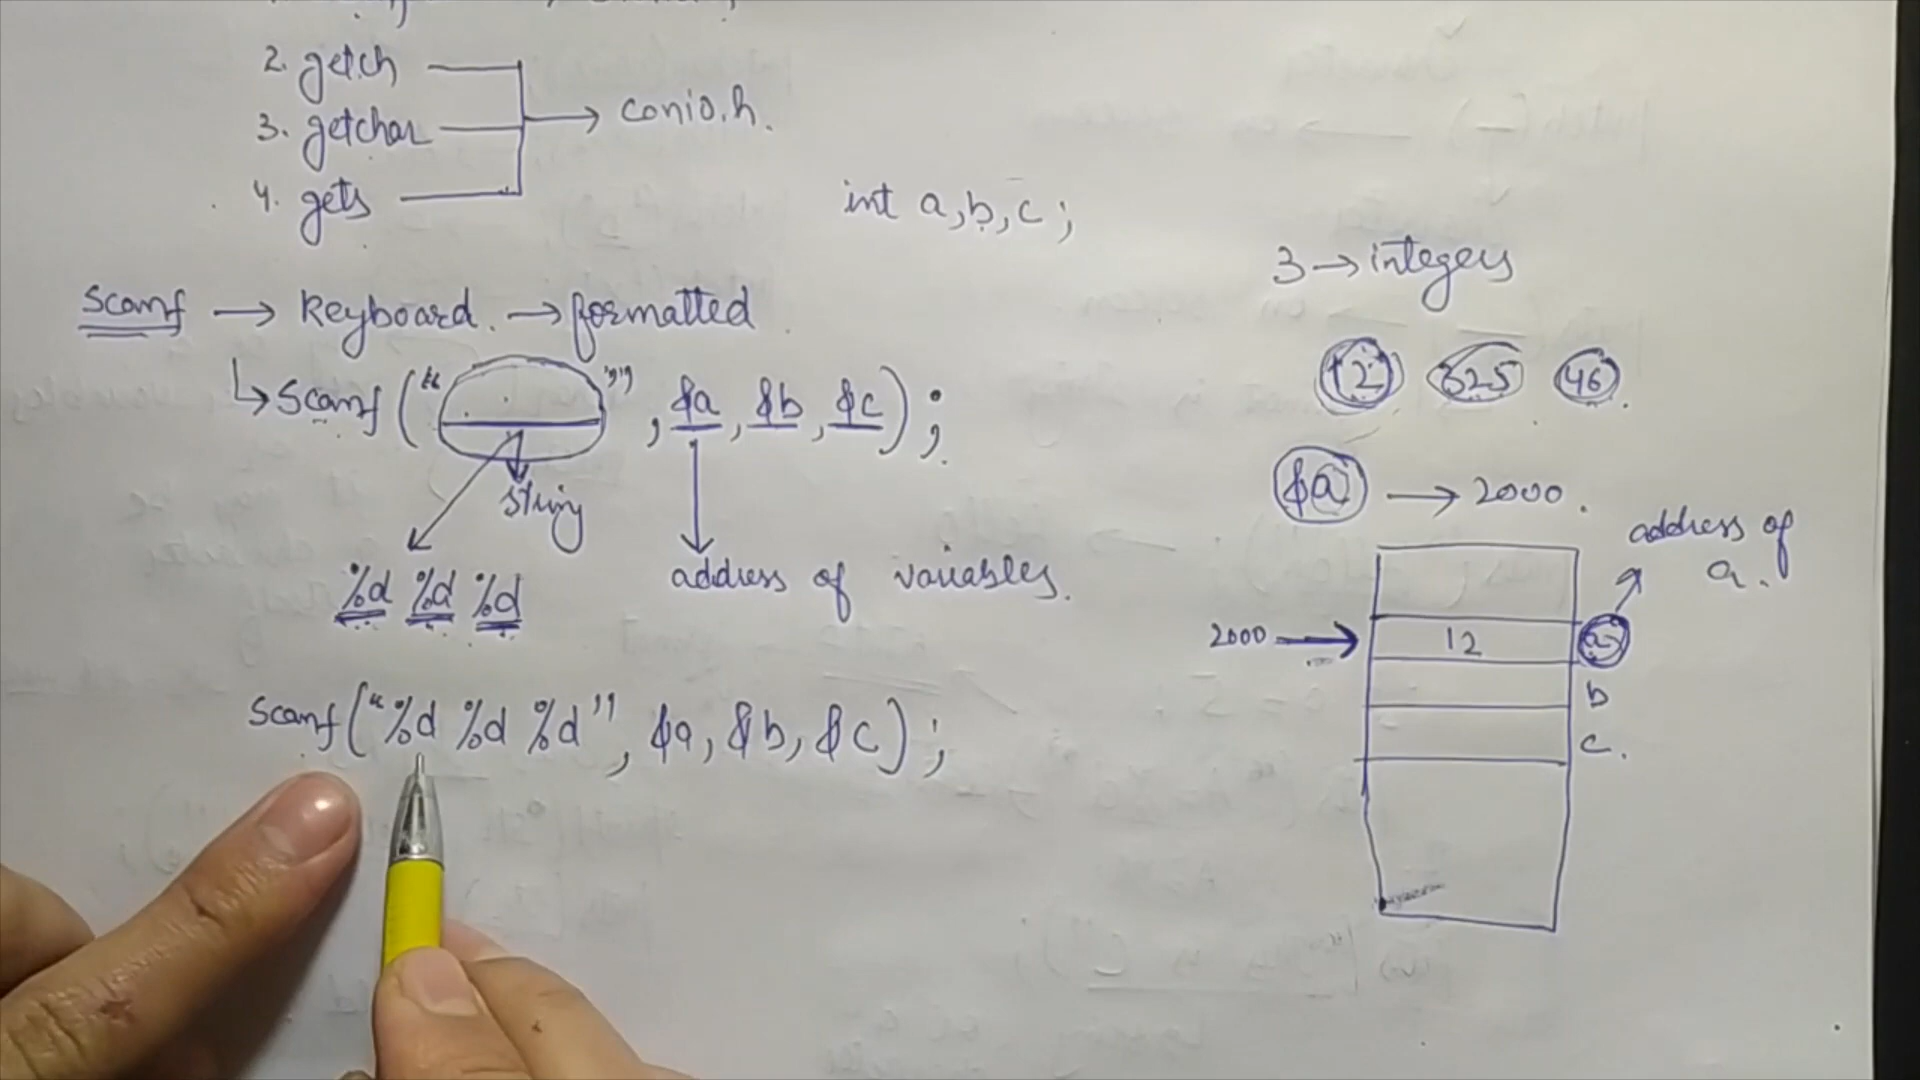 2. getch
3. getchar → conio.h.
4. gets
int a,b,c;
3 → integers
Scanf → Keyboard. → formatted
12 525 46.
↳ Scanf (" ", &a, &b, &c);
string
&a → 2000.
address of a.
%d %d %d
address of variables.
2000 → 12 a
b
c.
Scanf("%d %d %d", &a, &b, &c);